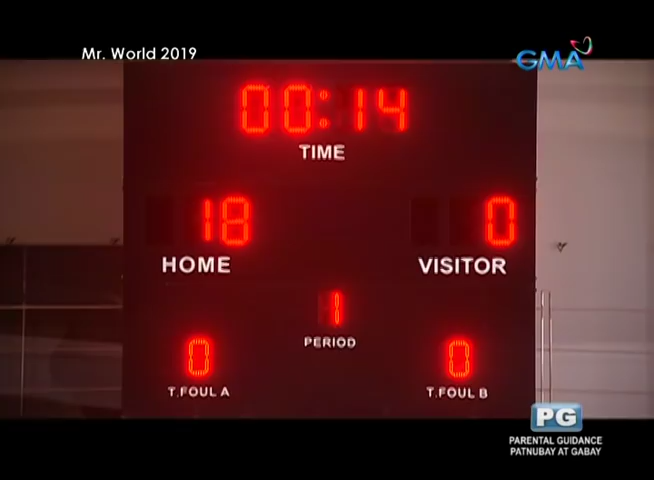 Mr. World 2019
GMA
00:14
TIME
18
0
HOME
VISITOR
1
PERIOD
0
0
T.FOUL A
T.FOUL B
PG
PARENTAL GUIDANCE
PATNUBAY AT GABAY